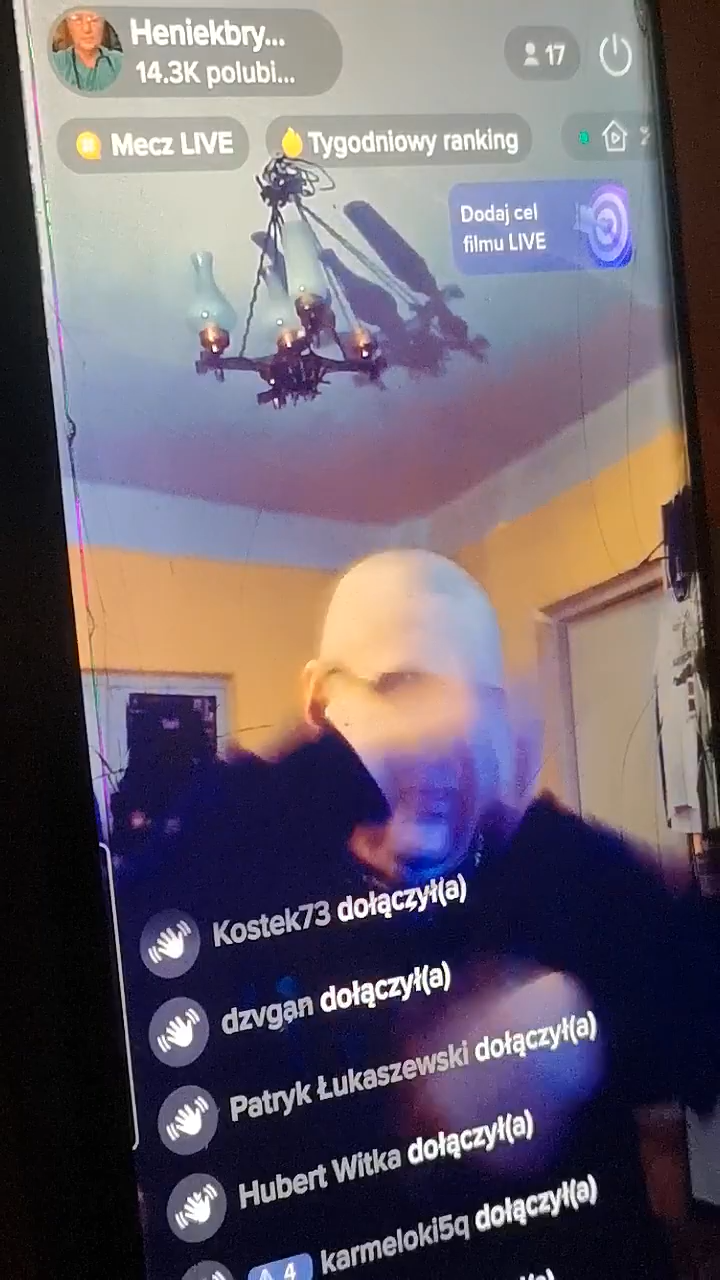 Heniekbry...
14.3K polubi...
17
Mecz LIVE
Tygodniowy ranking
Dodaj cel
filmu LIVE
Kostek73 dołączył(a)
dzvgan dołączył(a)
Patryk Łukaszewski dołączył(a)
Hubert Witka dołączył(a)
4 karmeloki5q dołączył(a)